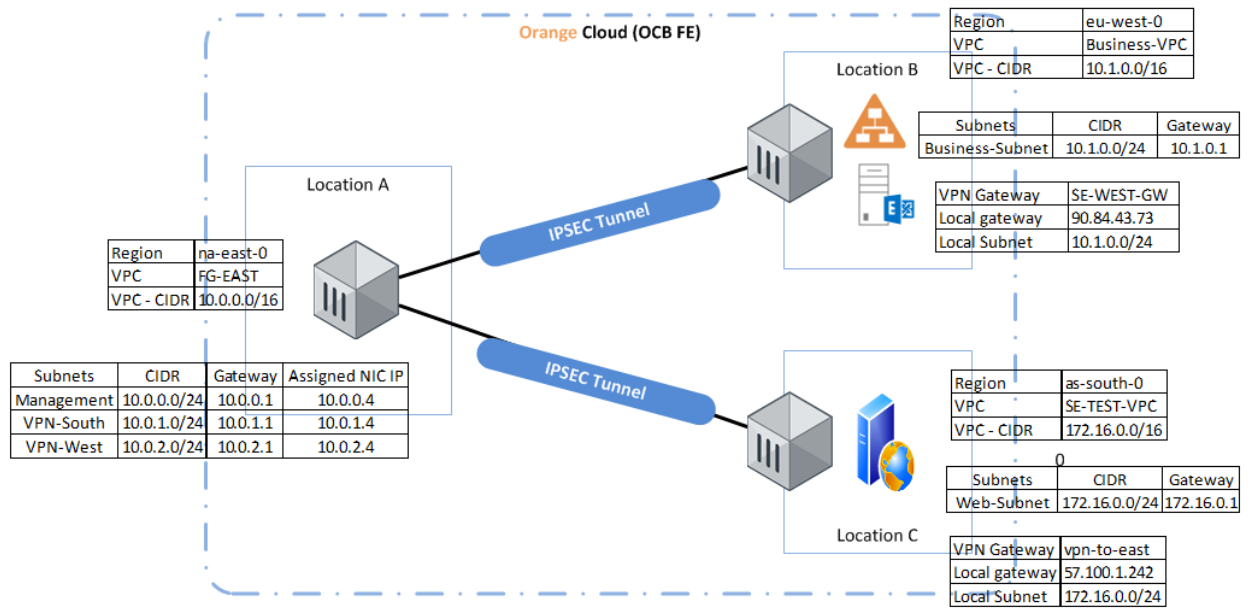 Orange Cloud (OCB FE)
Region eu-west-0
VPC Business-VPC
VPC - CIDR 10.1.0.0/16
Location B
Subnets CIDR Gateway
Business-Subnet 10.1.0.0/24 10.1.0.1
VPN Gateway SE-WEST-GW
Local gateway 90.84.43.73
Local Subnet 10.1.0.0/24
IPSEC Tunnel
Location A
Region na-east-0
VPC FG-EAST
VPC - CIDR 10.0.0.0/16
Subnets CIDR Gateway Assigned NIC IP
Management 10.0.0.0/24 10.0.0.1 10.0.0.4
VPN-South 10.0.1.0/24 10.0.1.1 10.0.1.4
VPN-West 10.0.2.0/24 10.0.2.1 10.0.2.4
IPSEC Tunnel
Region as-south-0
VPC SE-TEST-VPC
VPC - CIDR 172.16.0.0/16
0
Subnets CIDR Gateway
Web-Subnet 172.16.0.0/24 172.16.0.1
Location C
VPN Gateway vpn-to-east
Local gateway 57.100.1.242
Local Subnet 172.16.0.0/24
E